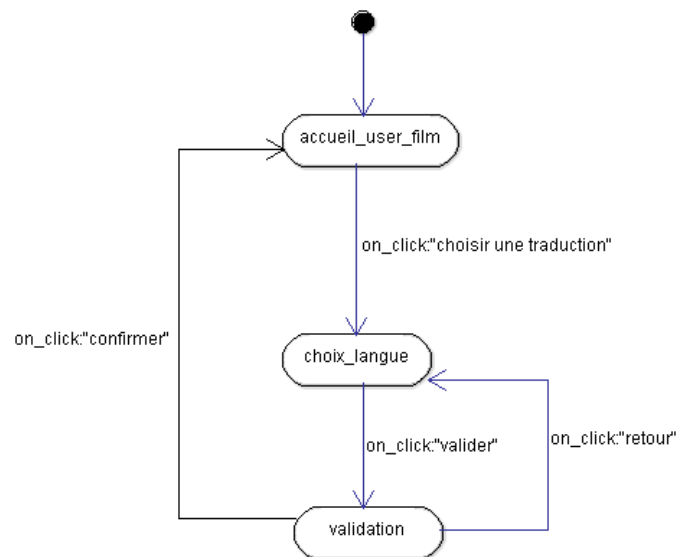 accueil_user_film
on_click:"choisir une traduction"
on_click:"confirmer"
choix_langue
on_click:"valider"
on_click:"retour"
validation